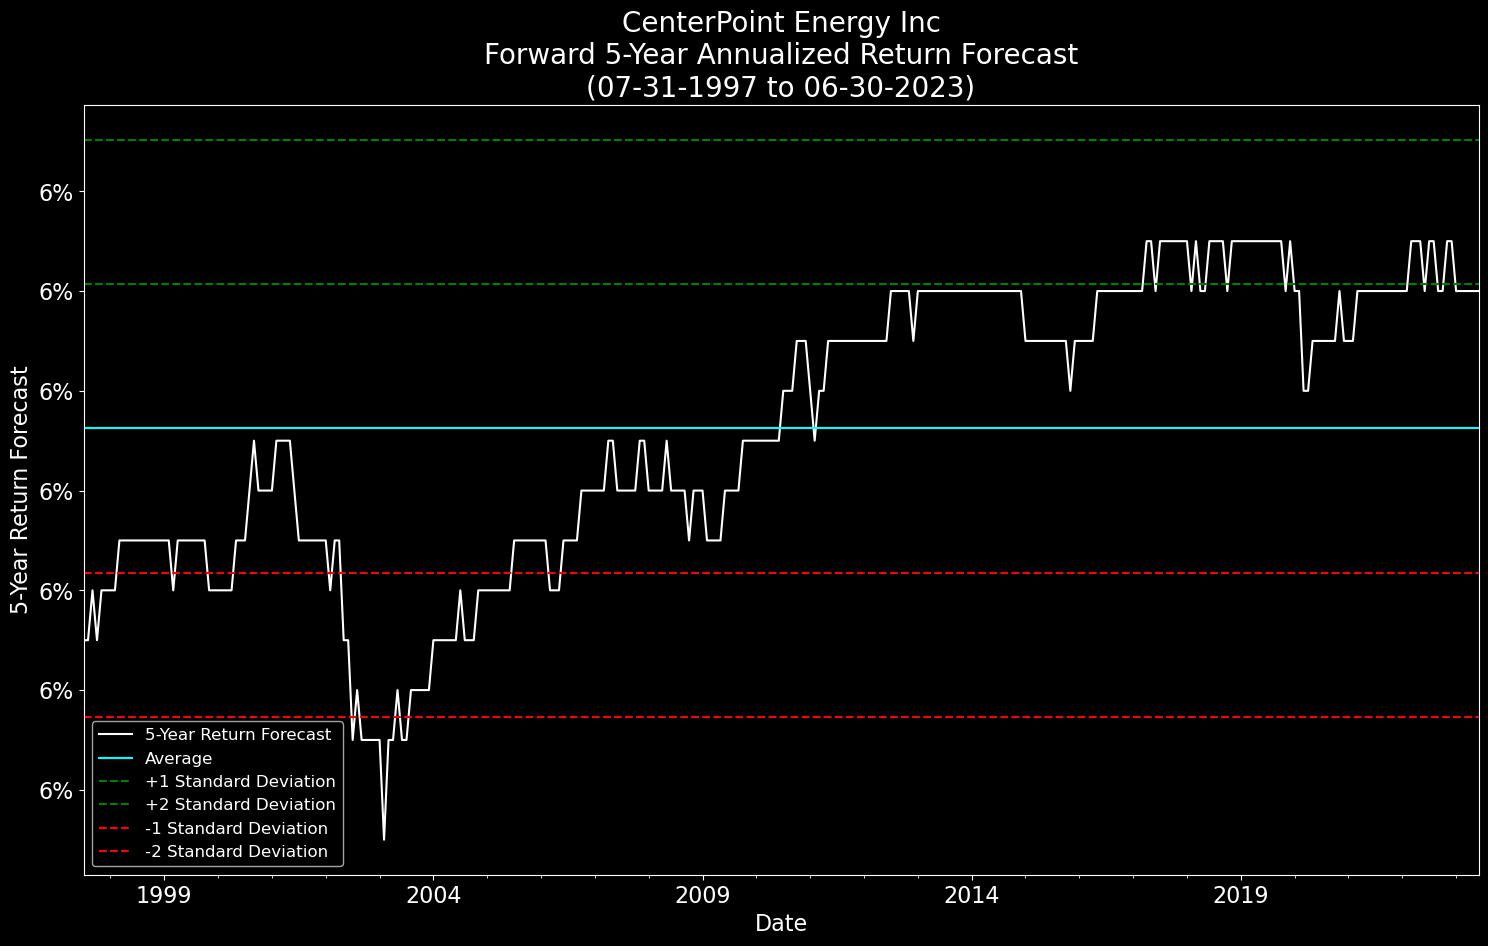 CenterPoint Energy Inc
Forward 5-Year Annualized Return Forecast
(07-31-1997 to 06-30-2023)
5-Year Return Forecast
6%
6%
6%
6%
6%
6%
6%
5-Year Return Forecast
Average
+1 Standard Deviation
+2 Standard Deviation
-1 Standard Deviation
-2 Standard Deviation
1999
2004
2009
2014
2019
Date